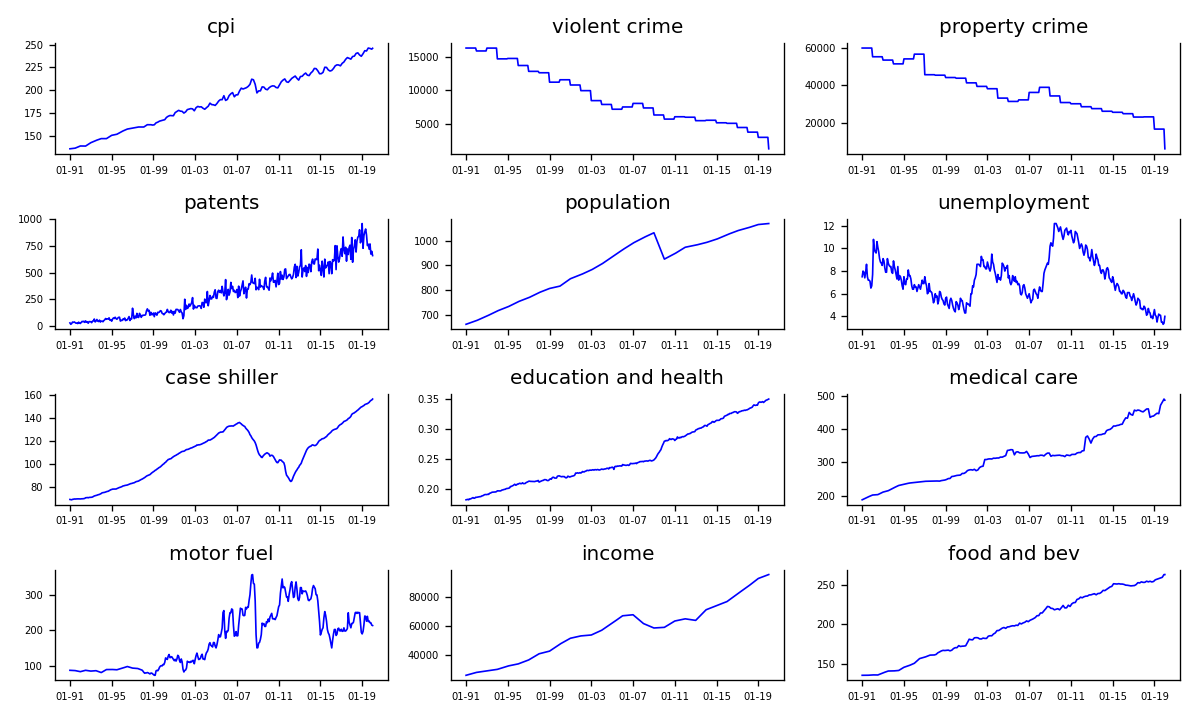 cpi
250
225
200
175
150
01-91 01-95 01-99 01-03 01-07 01-11 01-15 01-19
violent crime
15000
10000
5000
01-91 01-95 01-99 01-03 01-07 01-11 01-15 01-19
property crime
60000
40000
20000
01-91 01-95 01-99 01-03 01-07 01-11 01-15 01-19
patents
1000
750
500
250
0
01-91 01-95 01-99 01-03 01-07 01-11 01-15 01-19
population
1000
900
800
700
01-91 01-95 01-99 01-03 01-07 01-11 01-15 01-19
unemployment
12
10
8
6
4
01-91 01-95 01-99 01-03 01-07 01-11 01-15 01-19
case shiller
160
140
120
100
80
01-91 01-95 01-99 01-03 01-07 01-11 01-15 01-19
education and health
0.35
0.30
0.25
0.20
01-91 01-95 01-99 01-03 01-07 01-11 01-15 01-19
medical care
500
400
300
200
01-91 01-95 01-99 01-03 01-07 01-11 01-15 01-19
motor fuel
300
200
100
01-91 01-95 01-99 01-03 01-07 01-11 01-15 01-19
income
80000
60000
40000
01-91 01-95 01-99 01-03 01-07 01-11 01-15 01-19
food and bev
250
200
150
01-91 01-95 01-99 01-03 01-07 01-11 01-15 01-19